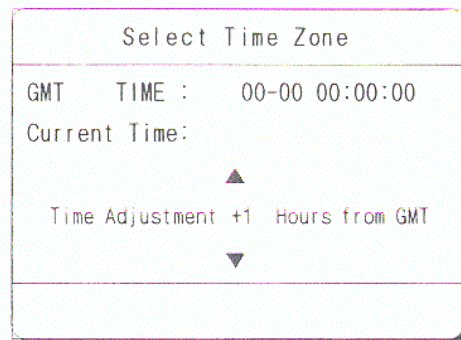 Select Time Zone
GMT TIME : 00-00 00:00:00
Current Time:
▲
Time Adjustment +1 Hours from GMT
▼